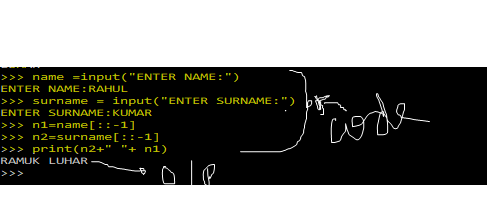 >>> name =input("ENTER NAME:")
ENTER NAME:RAHUL
>>> surname = input("ENTER SURNAME:")
ENTER SURNAME:KUMAR
>>> n1=name[::-1]
>>> n2=surname[::-1]
>>> print(n2+" "+ n1)
RAMUK LUHAR
>>>
code
O/P